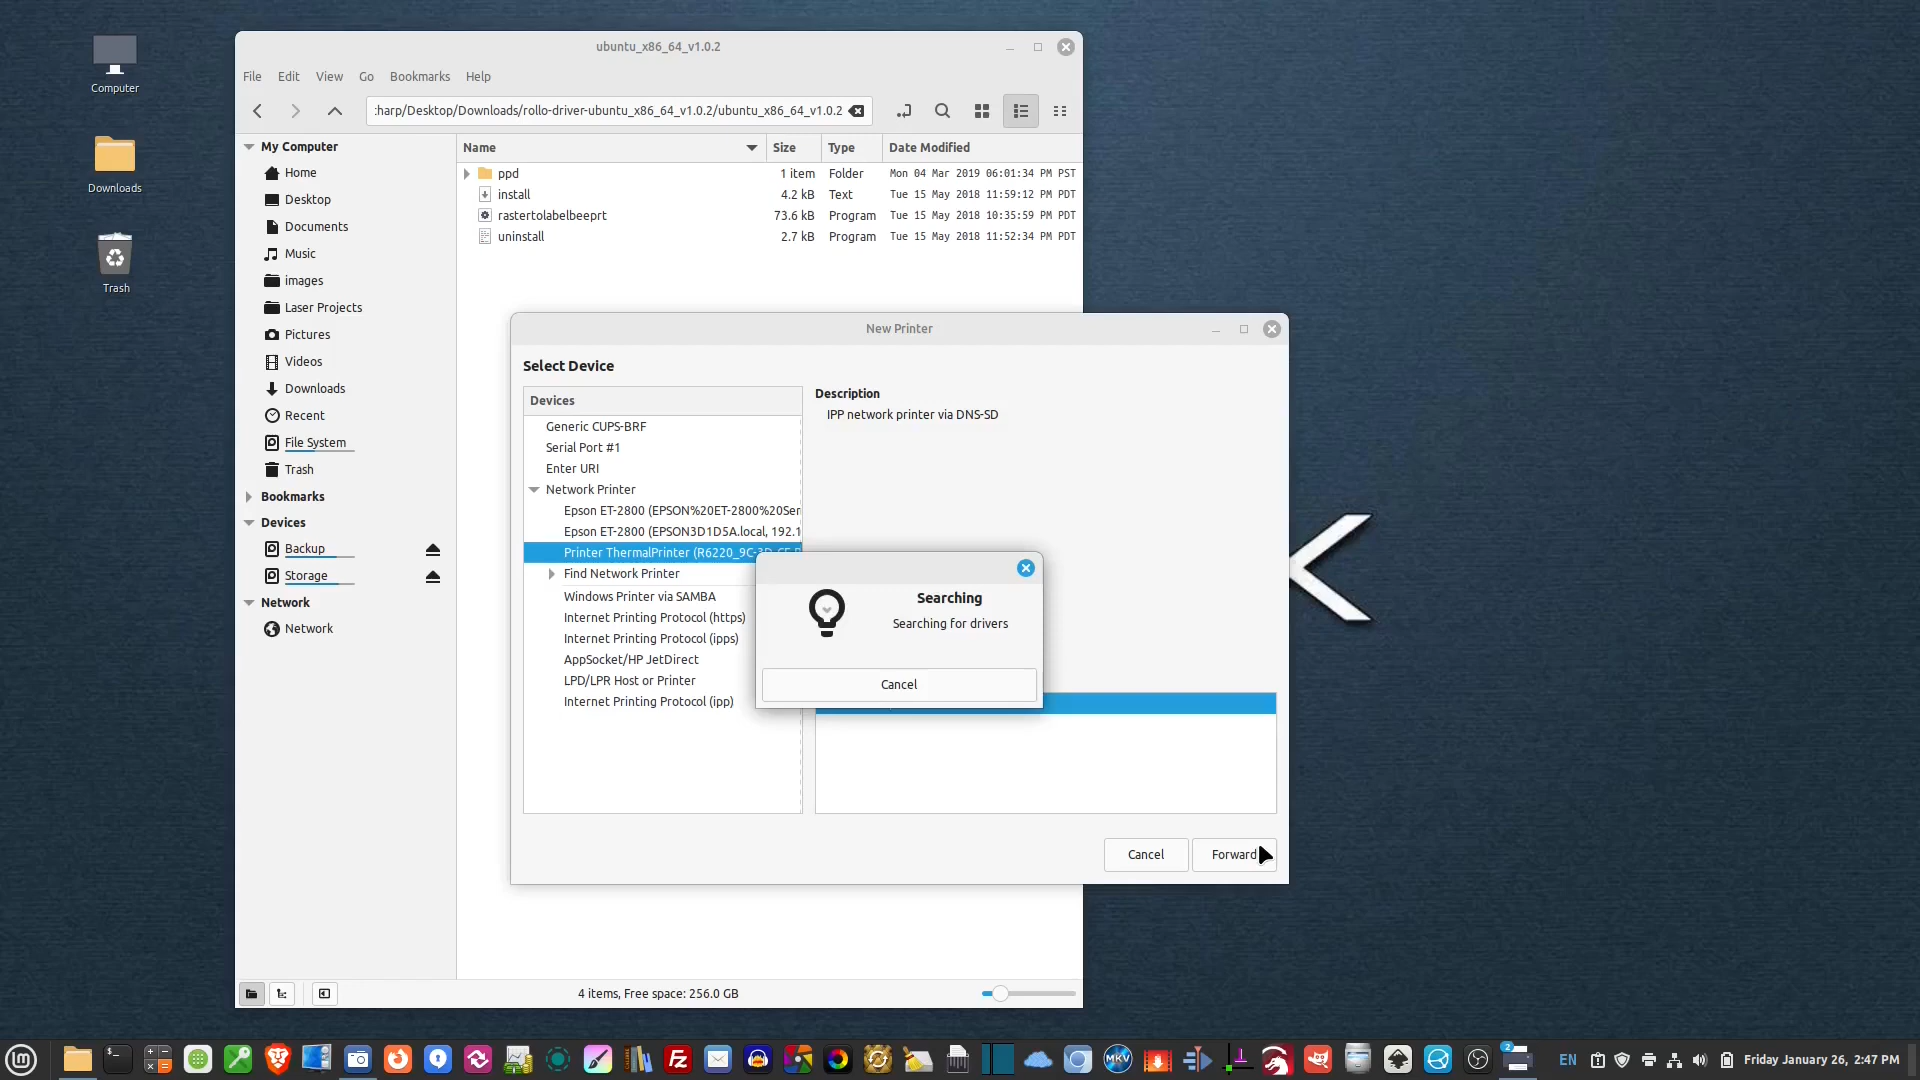 Computer
Downloads
Trash
ubuntu_x86_64_v1.0.2
File Edit View Go Bookmarks Help
:harp/Desktop/Downloads/rollo-driver-ubuntu_x86_64_v1.0.2/ubuntu_x86_64_v1.0.2
My Computer
Home
Desktop
Documents
Music
images
Laser Projects
Pictures
Videos
Downloads
Recent
File System
Trash
Bookmarks
Devices
Backup
Storage
Network
Network
Name Size Type Date Modified
ppd 1 item Folder Mon 04 Mar 2019 06:01:34 PM PST
install 4.2 kB Text Tue 15 May 2018 11:59:12 PM PDT
rastertolabelbeeprt 73.6 kB Program Tue 15 May 2018 10:35:59 PM PDT
uninstall 2.7 kB Program Tue 15 May 2018 11:52:34 PM PDT
New Printer
Select Device
Devices
Generic CUPS-BRF
Serial Port #1
Enter URI
Network Printer
Epson ET-2800 (EPSON%20ET-2800%20Ser
Epson ET-2800 (EPSON3D1D5A.local, 192.1
Printer ThermalPrinter (R6220_9C-3D-CF
Find Network Printer
Windows Printer via SAMBA
Internet Printing Protocol (https)
Internet Printing Protocol (ipps)
AppSocket/HP JetDirect
LPD/LPR Host or Printer
Internet Printing Protocol (ipp)
Description
IPP network printer via DNS-SD
Searching
Searching for drivers
Cancel
Cancel Forward
4 items, Free space: 256.0 GB
lm
$_
Fz
MKV
2
EN
Friday January 26, 2:47 PM